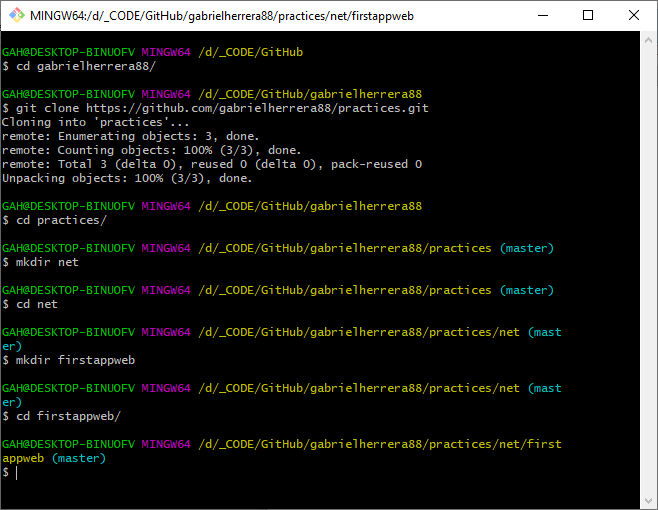 MINGW64:/d/_CODE/GitHub/gabrielherrera88/practices/net/firstappweb
GAH@DESKTOP-BINUOFV MINGW64 /d/_CODE/GitHub
$ cd gabrielherrera88/
GAH@DESKTOP-BINUOFV MINGW64 /d/_CODE/GitHub/gabrielherrera88
$ git clone https://github.com/gabrielherrera88/practices.git
Cloning into 'practices'...
remote: Enumerating objects: 3, done.
remote: Counting objects: 100% (3/3), done.
remote: Total 3 (delta 0), reused 0 (delta 0), pack-reused 0
Unpacking objects: 100% (3/3), done.
GAH@DESKTOP-BINUOFV MINGW64 /d/_CODE/GitHub/gabrielherrera88
$ cd practices/
GAH@DESKTOP-BINUOFV MINGW64 /d/_CODE/GitHub/gabrielherrera88/practices (master)
$ mkdir net
GAH@DESKTOP-BINUOFV MINGW64 /d/_CODE/GitHub/gabrielherrera88/practices (master)
$ cd net
GAH@DESKTOP-BINUOFV MINGW64 /d/_CODE/GitHub/gabrielherrera88/practices/net (mast
er)
$ mkdir firstappweb
GAH@DESKTOP-BINUOFV MINGW64 /d/_CODE/GitHub/gabrielherrera88/practices/net (mast
er)
$ cd firstappweb/
GAH@DESKTOP-BINUOFV MINGW64 /d/_CODE/GitHub/gabrielherrera88/practices/net/first
appweb (master)
$